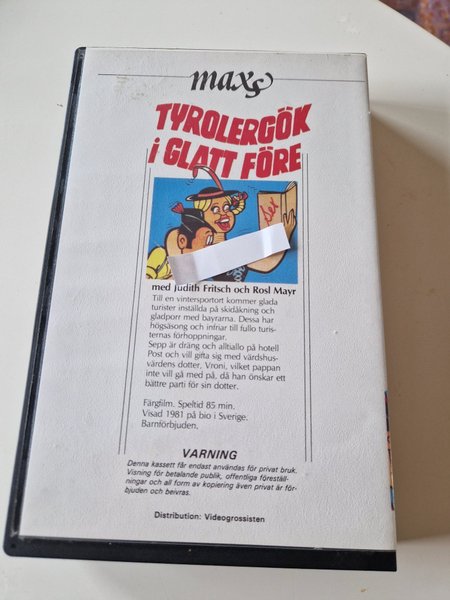 maxs
TYROLERGÖK
i GLATT FÖRE
Sex
med Judith Fritsch och Rosl Mayr
Till en vintersportort kommer glada
turister inställda på skidåkning och
gladporr med bayrarna. Dessa har
högsäsong och infriar till fullo turis-
ternas förhoppningar.
Sepp är dräng och alltiallo på hotell
Post och vill gifta sig med värdshus-
värdens dotter, Vroni, vilket pappan
inte vill gå med på, då han önskar ett
bättre parti för sin dotter.
Färgfilm. Speltid 85 min.
Visad 1981 på bio i Sverige.
Barnförbjuden.
VARNING
Denna kassett får endast användas för privat bruk.
Visning för betalande publik, offentliga föreställ-
ningar och all form av kopiering även privat är för-
bjuden och beivras.
Distribution: Videogrossisten